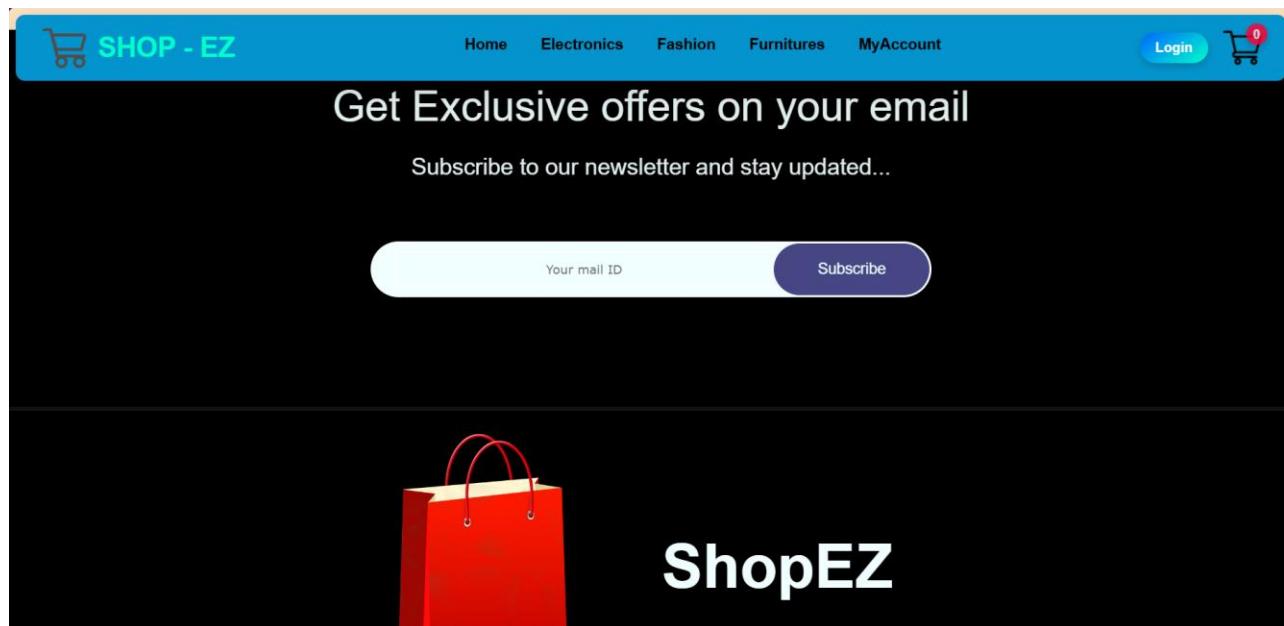 SHOP - EZ Home Electronics Fashion Furnitures MyAccount Login 0
Get Exclusive offers on your email
Subscribe to our newsletter and stay updated...
Your mail ID Subscribe
ShopEZ